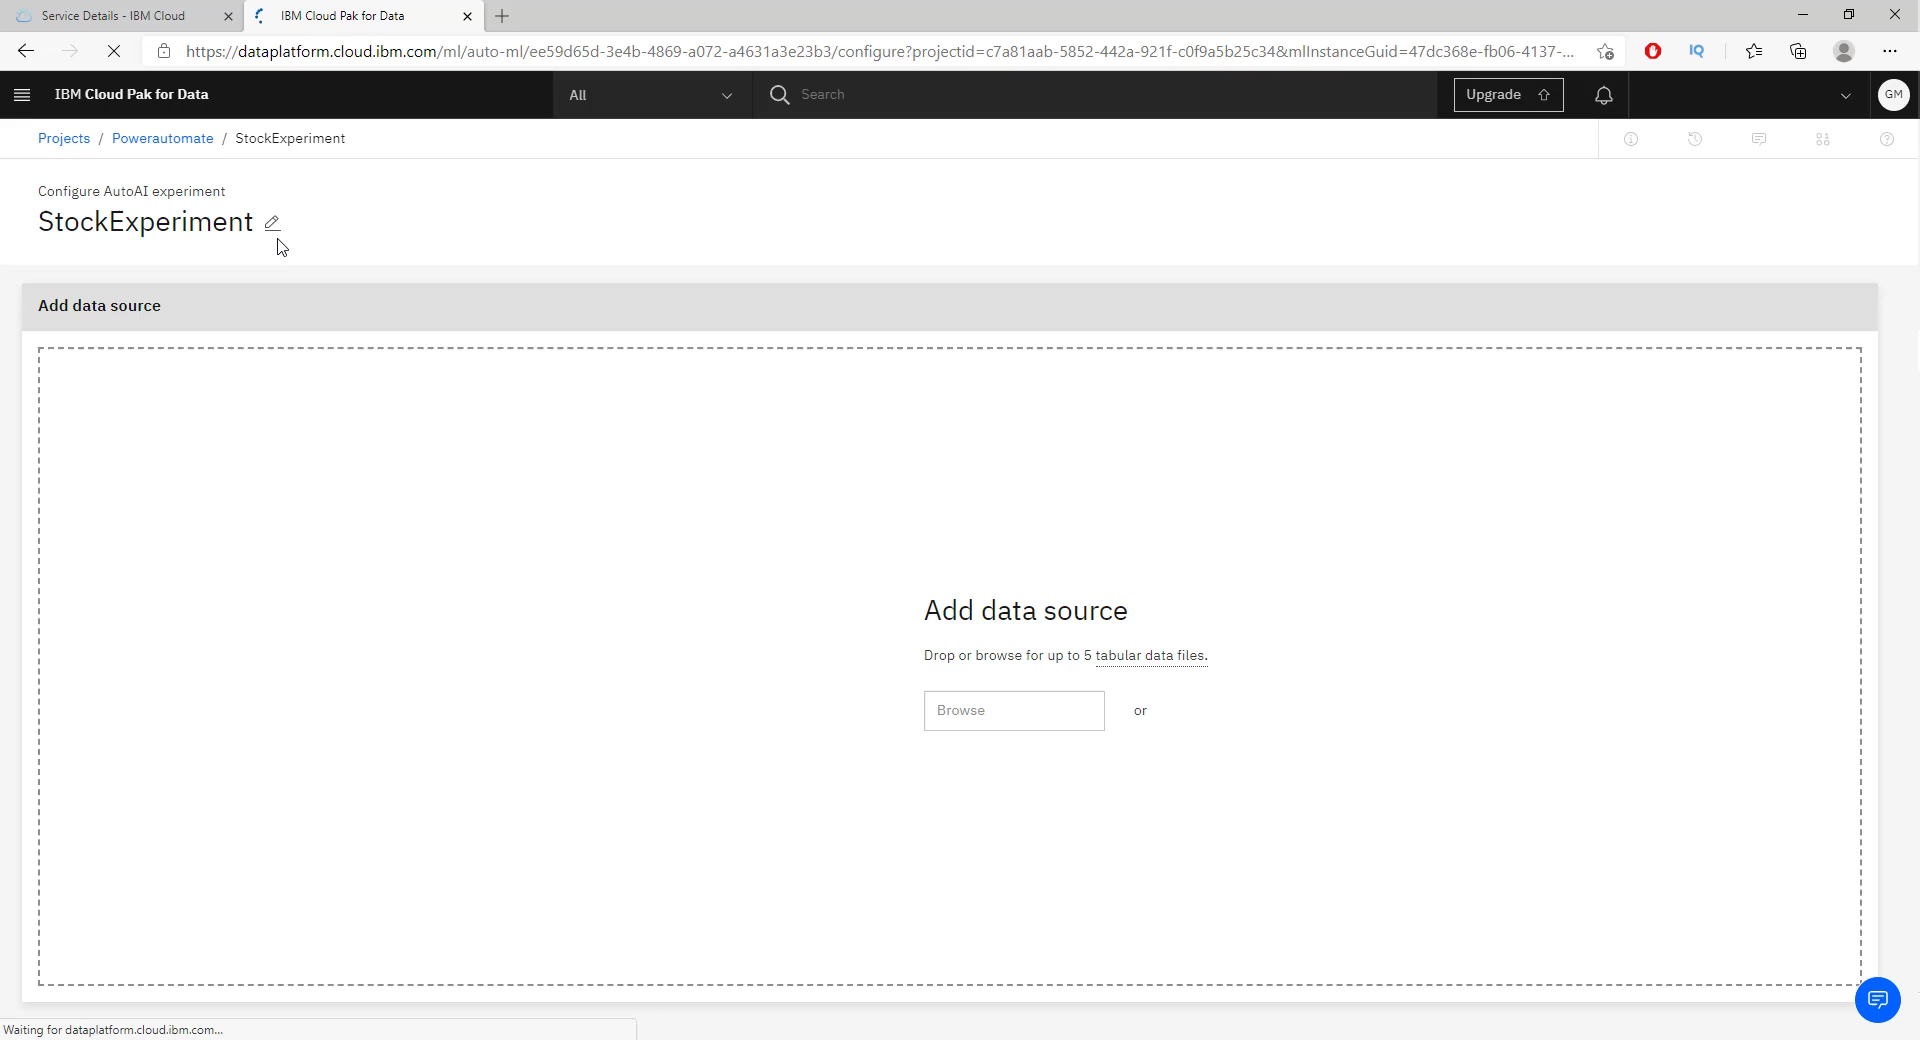 Service Details - IBM Cloud
IBM Cloud Pak for Data
https://dataplatform.cloud.ibm.com/ml/auto-ml/ee59d65d-3e4b-4869-a072-a4631a3e23b3/configure?projectid=c7a81aab-5852-442a-921f-c0f9a5b25c34&mlInstanceGuid=47dc368e-fb06-4137-...
IQ
IBM Cloud Pak for Data
All
Search
Upgrade
GM
Projects / Powerautomate / StockExperiment
Configure AutoAI experiment
StockExperiment
Add data source
Add data source
Drop or browse for up to 5 tabular data files.
Browse
or
Waiting for dataplatform.cloud.ibm.com...